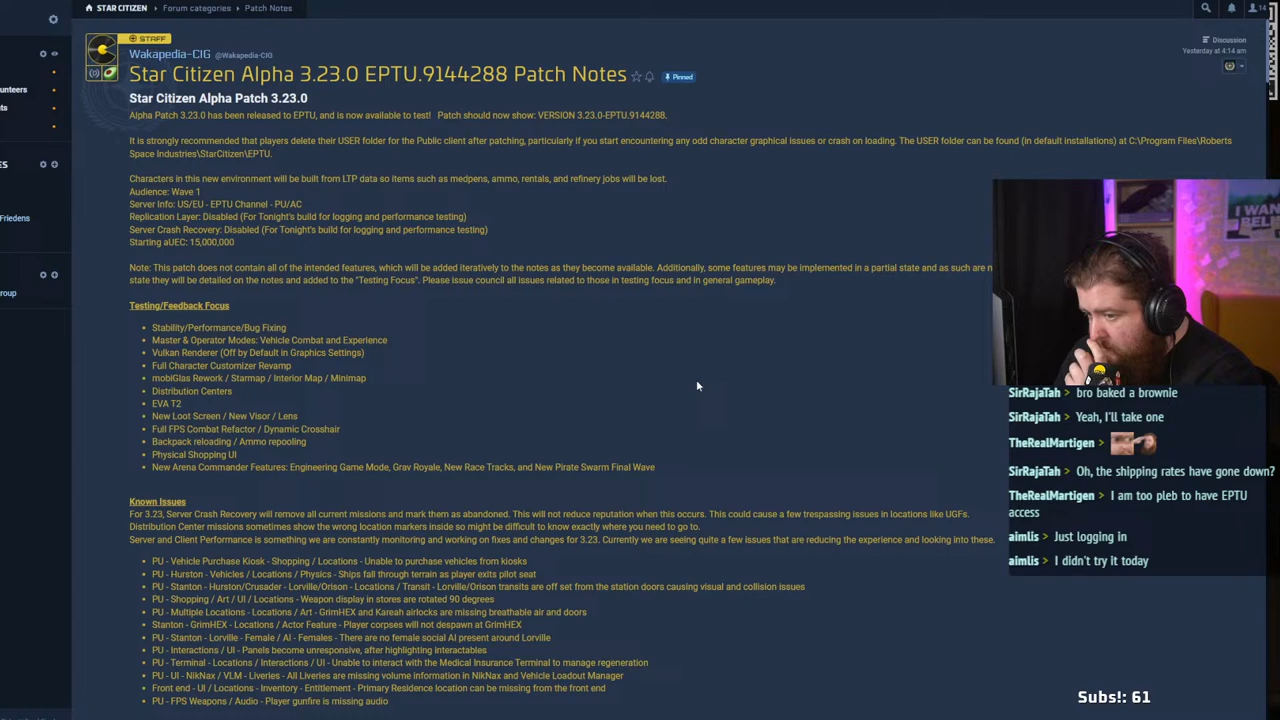 STAR CITIZEN > Forum categories > Patch Notes
14
STAFF
Wakapedia-CIG @Wakapedia-CIG
Discussion
Yesterday at 4:14 am
Star Citizen Alpha 3.23.0 EPTU.9144288 Patch Notes
Pinned
Star Citizen Alpha Patch 3.23.0
Alpha Patch 3.23.0 has been released to EPTU, and is now available to test! Patch should now show: VERSION 3.23.0-EPTU.9144288.
It is strongly recommended that players delete their USER folder for the Public client after patching, particularly if you start encountering any odd character graphical issues or crash on loading. The USER folder can be found (in default installations) at C:\Program Files\Roberts
Space Industries\StarCitizen\EPTU.
Characters in this new environment will be built from LTP data so items such as medpens, ammo, rentals, and refinery jobs will be lost.
Audience: Wave 1
Server Info: US/EU - EPTU Channel - PU/AC
Replication Layer: Disabled (For Tonight's build for logging and performance testing)
Server Crash Recovery: Disabled (For Tonight's build for logging and performance testing)
Starting aUEC: 15,000,000
Note: This patch does not contain all of the intended features, which will be added iteratively to the notes as they become available. Additionally, some features may be implemented in a partial state and as such are n
state they will be detailed on the notes and added to the "Testing Focus". Please issue council all issues related to those in testing focus and in general gameplay.
Testing/Feedback Focus
• Stability/Performance/Bug Fixing
• Master & Operator Modes: Vehicle Combat and Experience
• Vulkan Renderer (Off by Default in Graphics Settings)
• Full Character Customizer Revamp
• mobiGlas Rework / Starmap / Interior Map / Minimap
• Distribution Centers
• EVA T2
• New Loot Screen / New Visor / Lens
• Full FPS Combat Refactor / Dynamic Crosshair
• Backpack reloading / Ammo repooling
• Physical Shopping UI
• New Arena Commander Features: Engineering Game Mode, Grav Royale, New Race Tracks, and New Pirate Swarm Final Wave
Known Issues
For 3.23, Server Crash Recovery will remove all current missions and mark them as abandoned. This will not reduce reputation when this occurs. This could cause a few trespassing issues in locations like UGFs.
Distribution Center missions sometimes show the wrong location markers inside so might be difficult to know exactly where you need to go to.
Server and Client Performance is something we are constantly monitoring and working on fixes and changes for 3.23. Currently we are seeing quite a few issues that are reducing the experience and looking into these.
• PU - Vehicle Purchase Kiosk - Shopping / Locations - Unable to purchase vehicles from kiosks
• PU - Hurston - Vehicles / Locations / Physics - Ships fall through terrain as player exits pilot seat
• PU - Stanton - Hurston/Crusader - Lorville/Orison - Locations / Transit - Lorville/Orison transits are off set from the station doors causing visual and collision issues
• PU - Shopping / Art / UI / Locations - Weapon display in stores are rotated 90 degrees
• PU - Multiple Locations - Locations / Art - GrimHEX and Kareah airlocks are missing breathable air and doors
• Stanton - GrimHEX - Locations / Actor Feature - Player corpses will not despawn at GrimHEX
• PU - Stanton - Lorville - Female / AI - Females - There are no female social AI present around Lorville
• PU - Interactions / UI - Panels become unresponsive, after highlighting interactables
• PU - Terminal - Locations / Interactions / UI - Unable to interact with the Medical Insurance Terminal to manage regeneration
• PU - UI - NikNax / VLM - Liveries - All Liveries are missing volume information in NikNax and Vehicle Loadout Manager
• Front end - UI / Locations - Inventory - Entitlement - Primary Residence location can be missing from the front end
• PU - FPS Weapons / Audio - Player gunfire is missing audio
unteers
ts
ES
Friedens
roup
I WANT
SirRajaTah > bro baked a brownie
SirRajaTah > Yeah, I'll take one
TheRealMartigen >
SirRajaTah > Oh, the shipping rates have gone down?
TheRealMartigen > I am too pleb to have EPTU
access
aimlis > Just logging in
aimlis > I didn't try it today
Subs!: 61